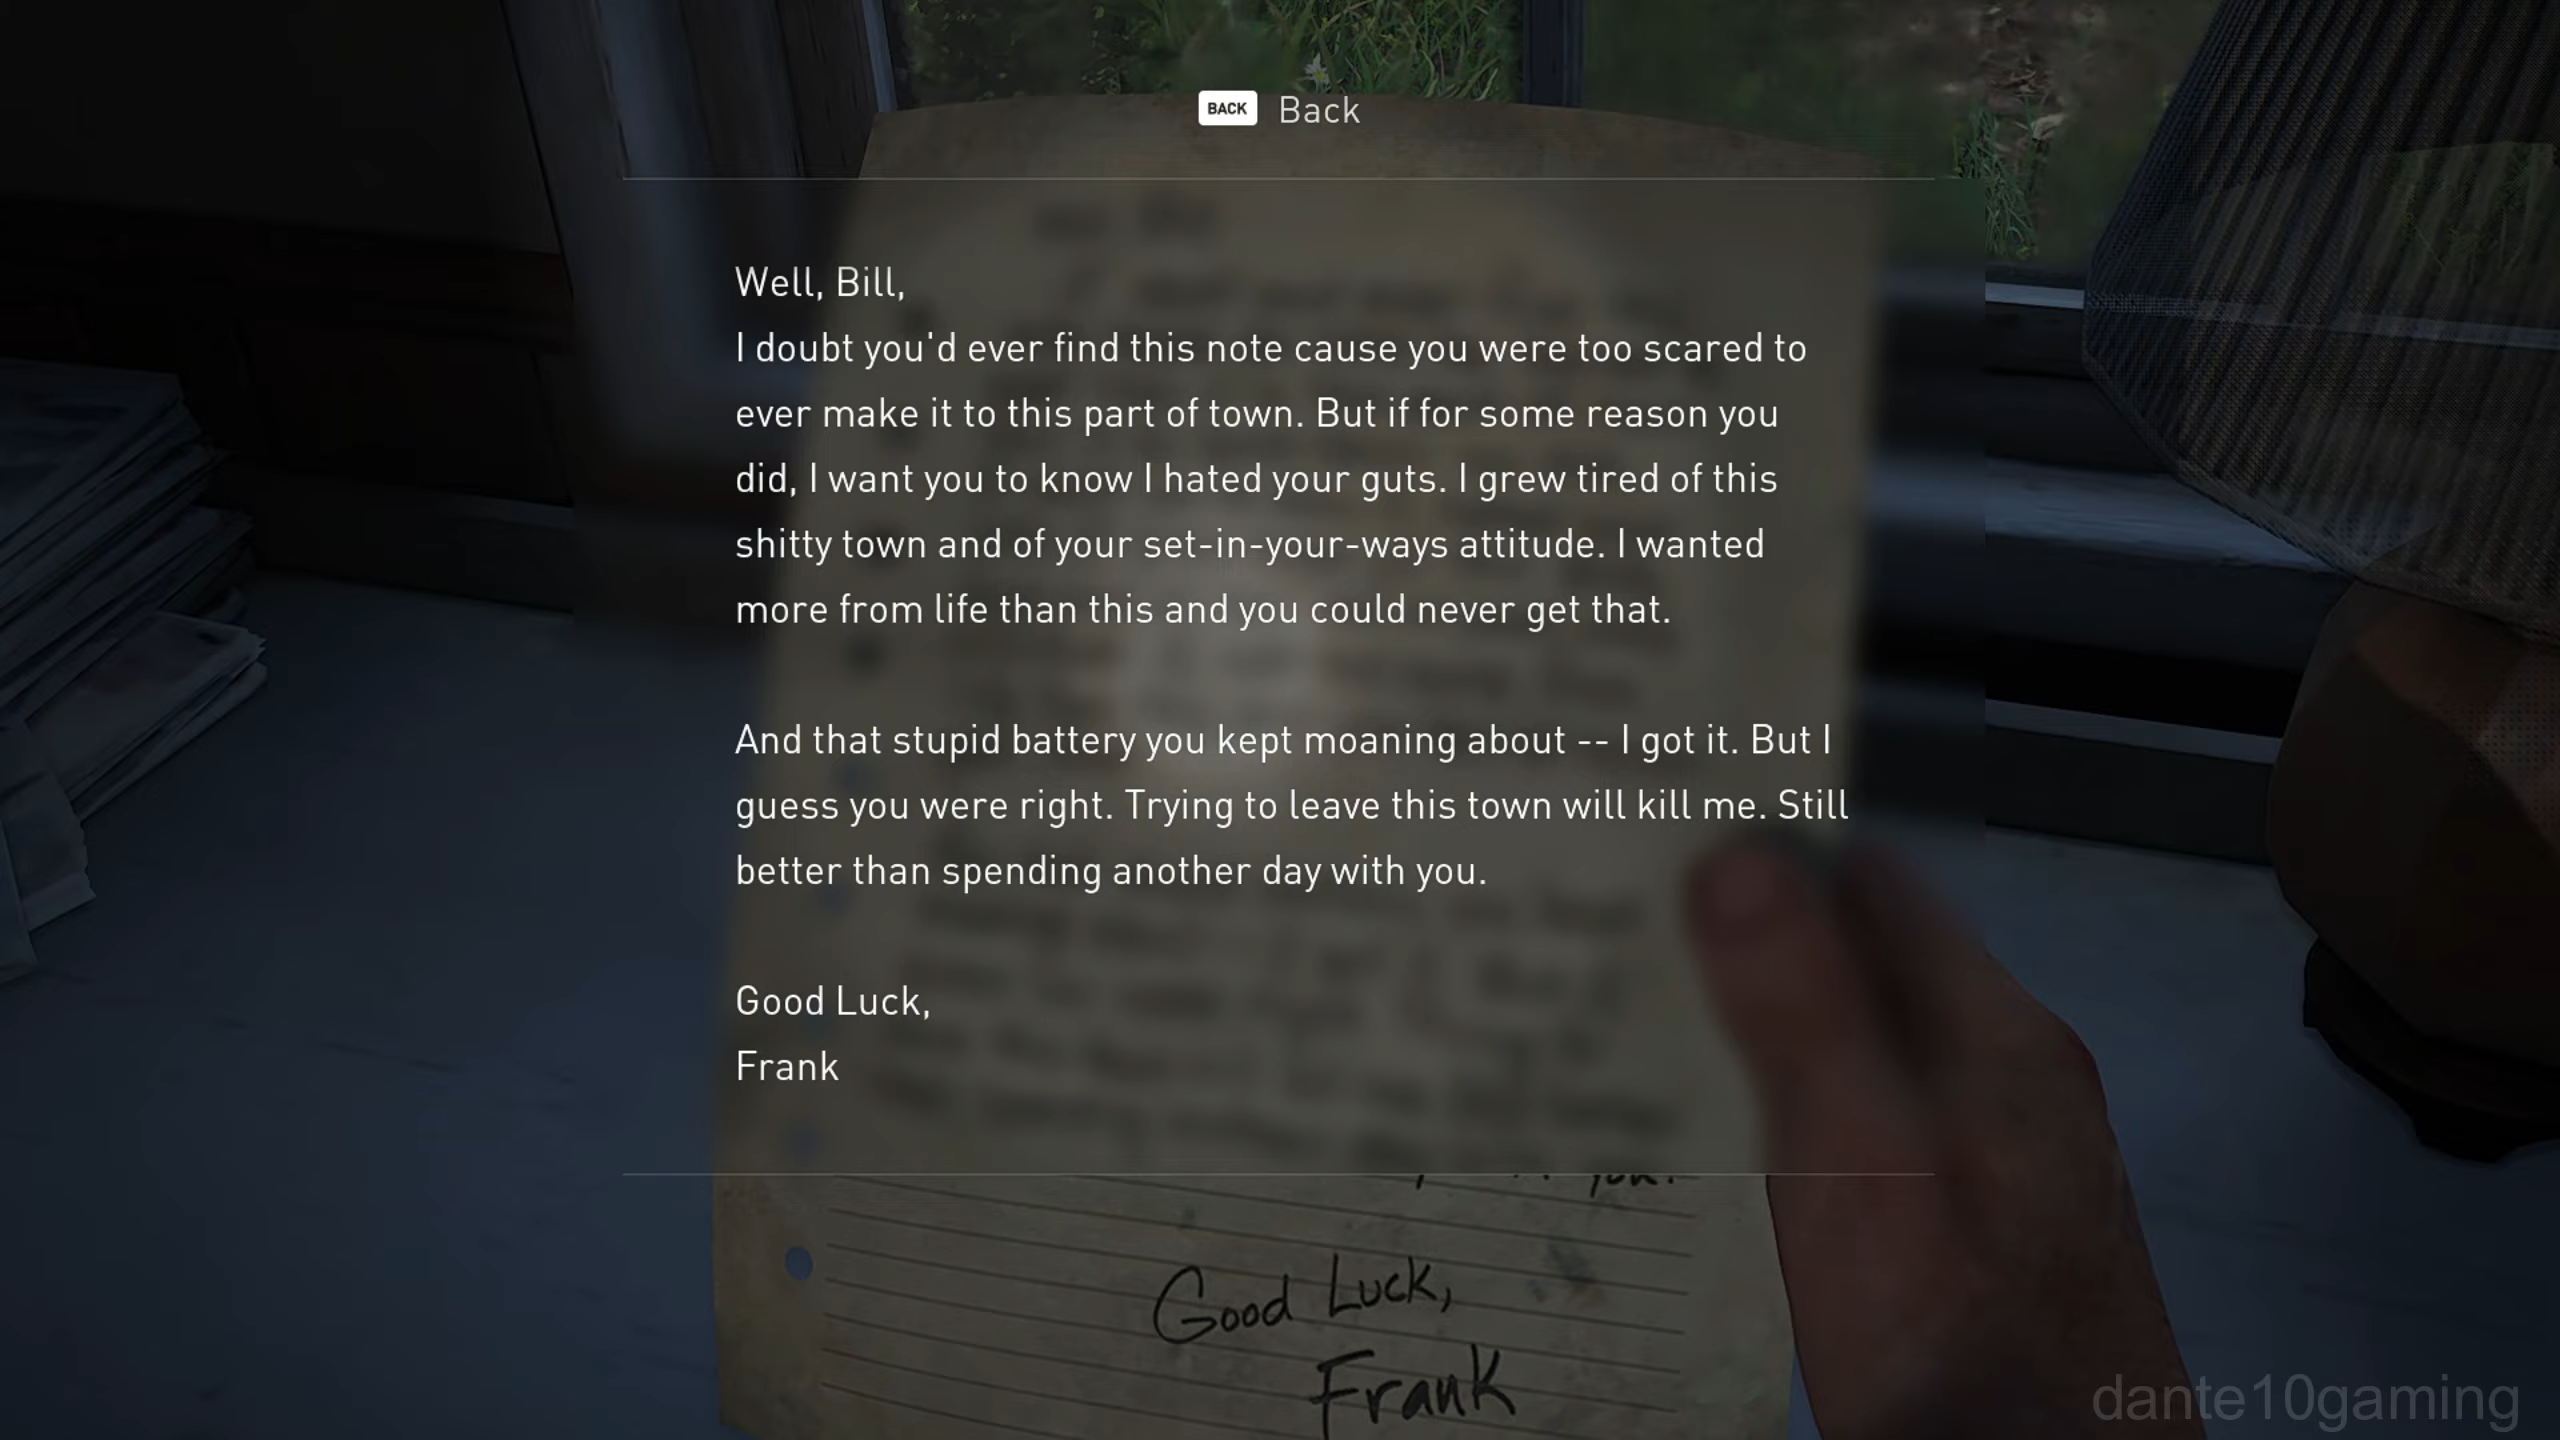 BACK Back
Well, Bill,
I doubt you'd ever find this note cause you were too scared to
ever make it to this part of town. But if for some reason you
did, I want you to know I hated your guts. I grew tired of this
shitty town and of your set-in-your-ways attitude. I wanted
more from life than this and you could never get that.
And that stupid battery you kept moaning about -- I got it. But I
guess you were right. Trying to leave this town will kill me. Still
better than spending another day with you.
Good Luck,
Frank
you.
Good Luck,
Frank
dante10gaming